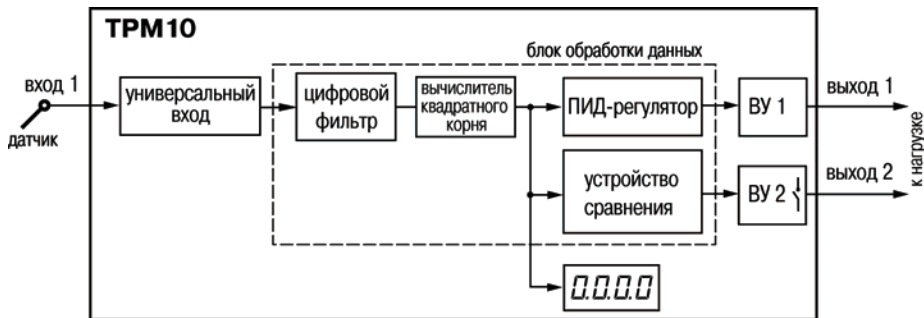 ТРМ10
блок обработки данных
вход 1
датчик
универсальный
вход
цифровой
фильтр
вычислитель
квадратного
корня
ПИД-регулятор
ВУ 1
выход 1
устройство
сравнения
ВУ 2
выход 2
к нагрузке
0.0.0.0